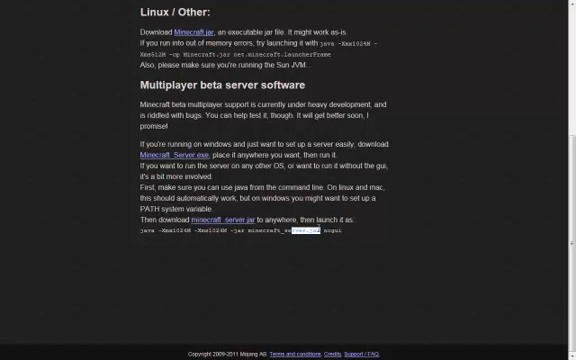 Linux / Other:
Download Minecraft.jar, an executable jar file. It might work as-is.
If you run into out of memory errors, try launching it with java -Xmx1024M -
Xms512M -cp Minecraft.jar net.minecraft.LauncherFrame
Also, please make sure you're running the Sun JVM...
Multiplayer beta server software
Minecraft beta multiplayer support is currently under heavy development, and
is riddled with bugs. You can help test it, though. It will get better soon, I
promise!
If you're running on windows and just want to set up a server easily, download
Minecraft_Server.exe, place it anywhere you want, then run it.
If you want to run the server on any other OS, or want to run it without the gui,
it's a bit more involved.
First, make sure you can use java from the command line. On linux and mac,
this should automatically work, but on windows you might want to set up a
PATH system variable.
Then download minecraft_server.jar to anywhere, then launch it as:
java -Xmx1024M -Xms1024M -jar minecraft_server.jar nogui
Copyright 2009-2011 Mojang AB. Terms and conditions. Credits. Support / FAQ.